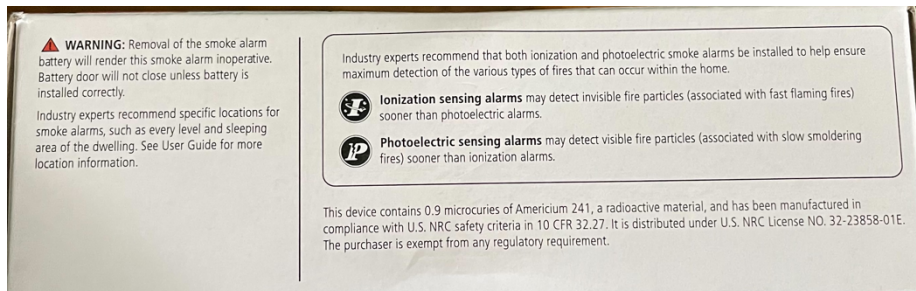 WARNING: Removal of the smoke alarm
battery will render this smoke alarm inoperative.
Battery door will not close unless battery is
installed correctly.
Industry experts recommend specific locations for
smoke alarms, such as every level and sleeping
area of the dwelling. See User Guide for more
location information.
Industry experts recommend that both ionization and photoelectric smoke alarms be installed to help ensure
maximum detection of the various types of fires that can occur within the home.
Ionization sensing alarms may detect invisible fire particles (associated with fast flaming fires)
sooner than photoelectric alarms.
P
Photoelectric sensing alarms may detect visible fire particles (associated with slow smoldering
fires) sooner than ionization alarms.
This device contains 0.9 microcuries of Americium 241, a radioactive material, and has been manufactured in
compliance with U.S. NRC safety criteria in 10 CFR 32.27. It is distributed under U.S. NRC License NO. 32-23858-01E.
The purchaser is exempt from any regulatory requirement.